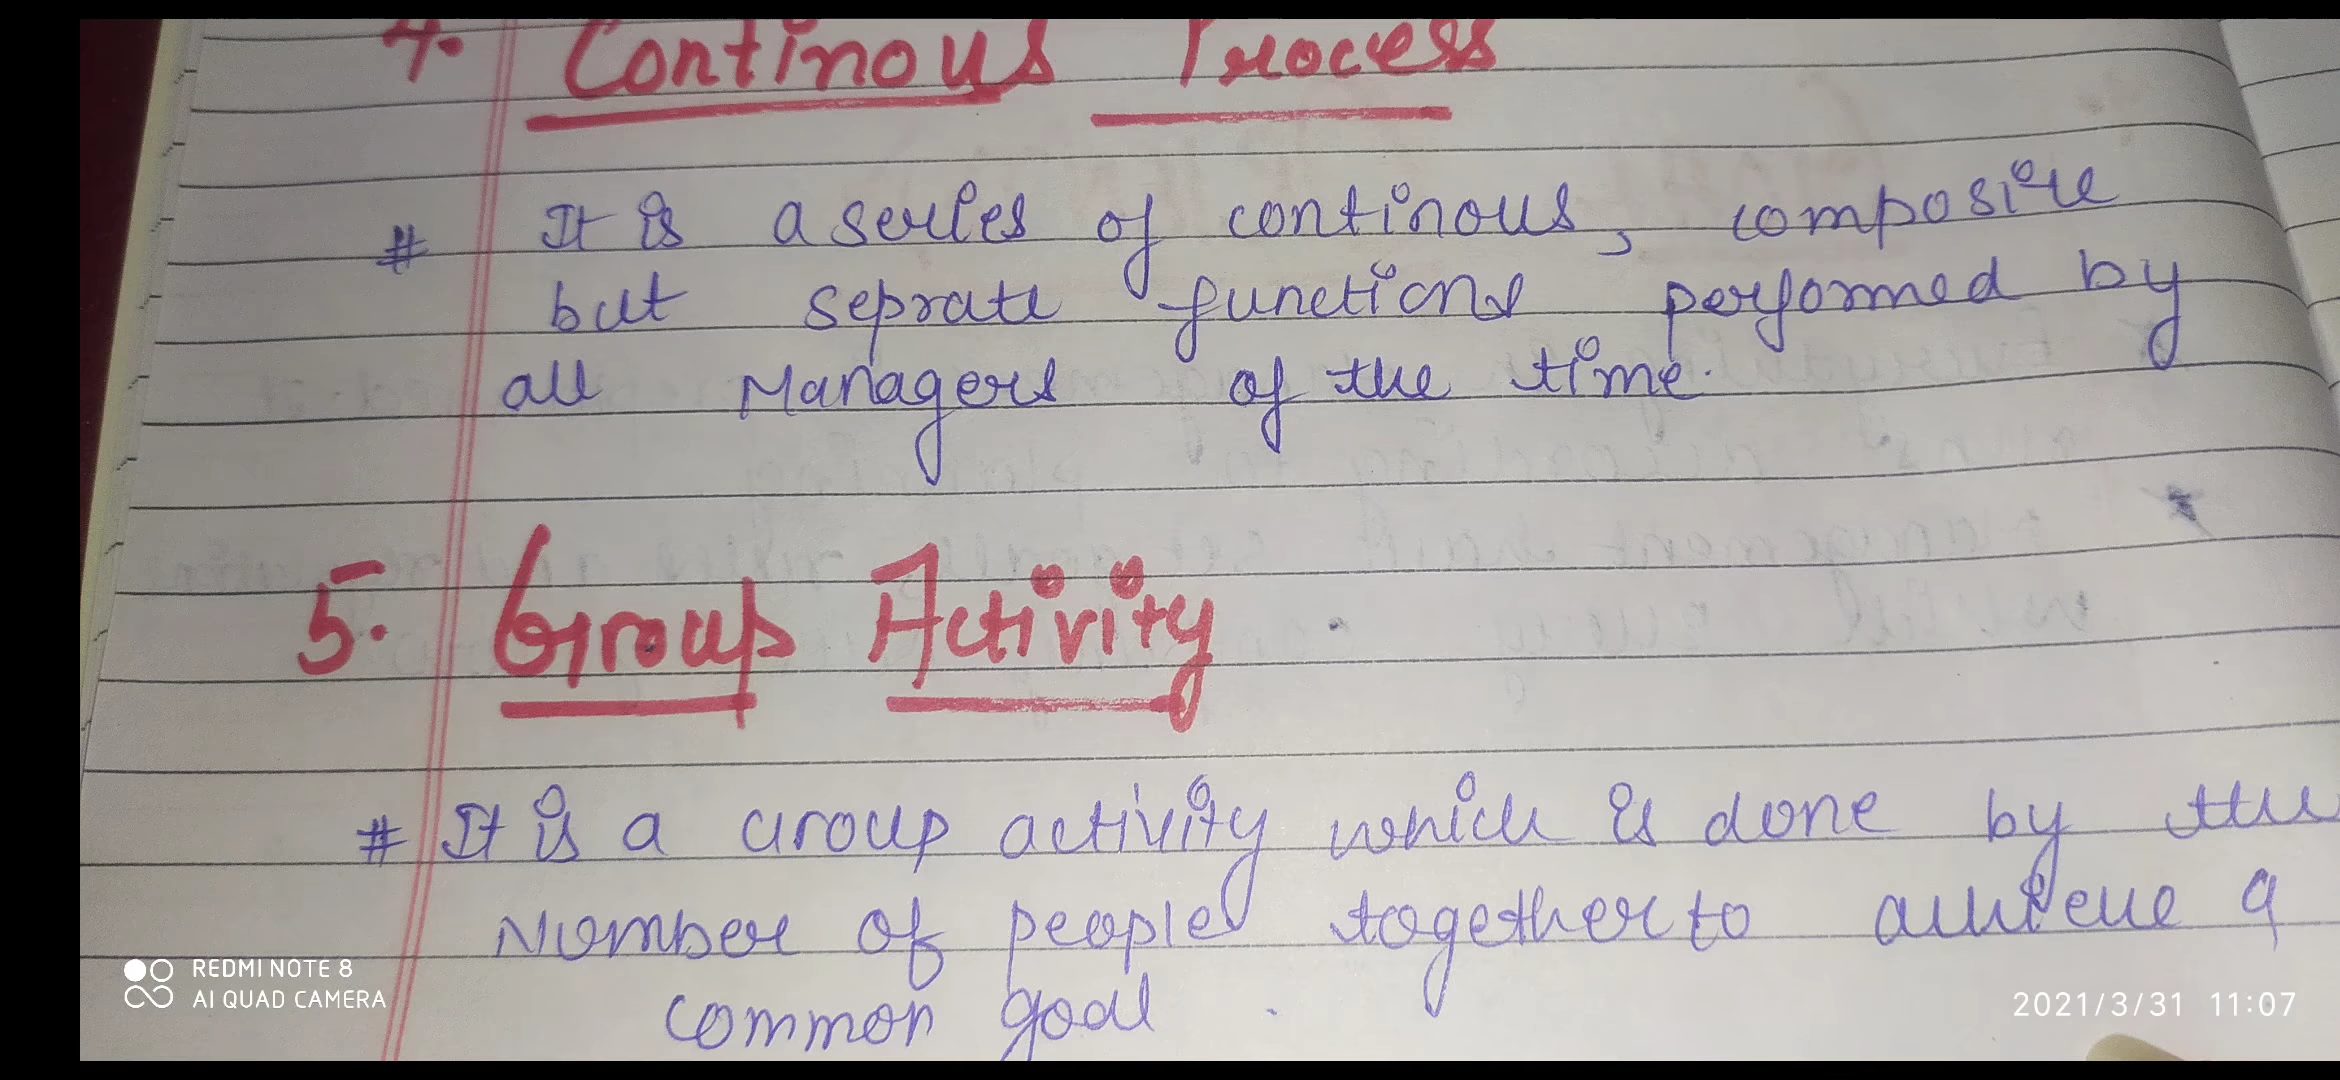 4. Continous Process
# It is a series of continous, composite
but seprate functions performed by
all Managers of the time.
5. Group Activity
# It is a Group activity which is done by the
Number of people together to achieve a
common goal.
REDMI NOTE 8
AI QUAD CAMERA
2021/3/31 11:07